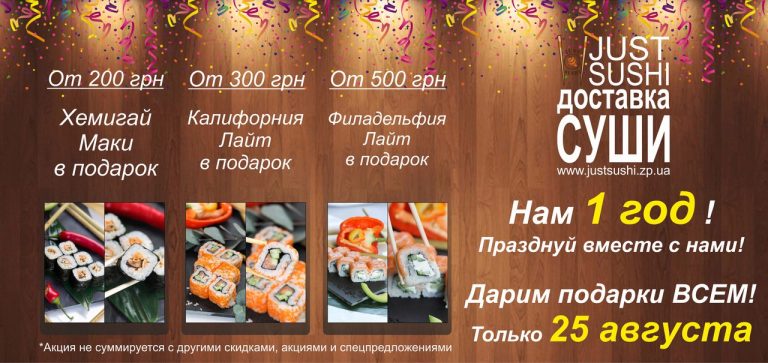 От 200 грн
Хемигай
Маки
в подарок
От 300 грн
Калифорния
Лайт
в подарок
От 500 грн
Филадельфия
Лайт
в подарок
JUST
SUSHI
доставка
СУШИ
www.justsushi.zp.ua
Нам 1 год !
Празднуй вместе с нами!
Дарим подарки ВСЕМ!
Только 25 августа
*Акция не суммируется с другими скидками, акциями и спецпредложениями